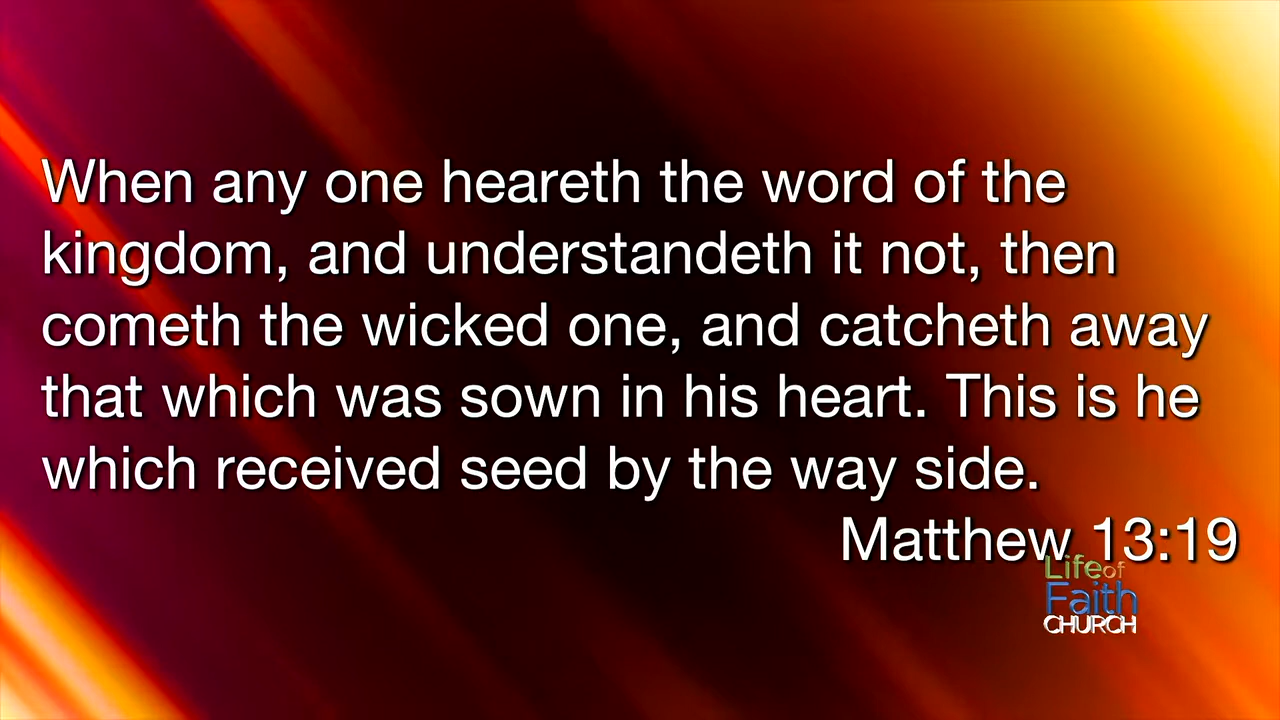 When any one heareth the word of the
kingdom, and understandeth it not, then
cometh the wicked one, and catcheth away
that which was sown in his heart. This is he
which received seed by the way side.
Matthew 13:19
Life of
Faith
CHURCH